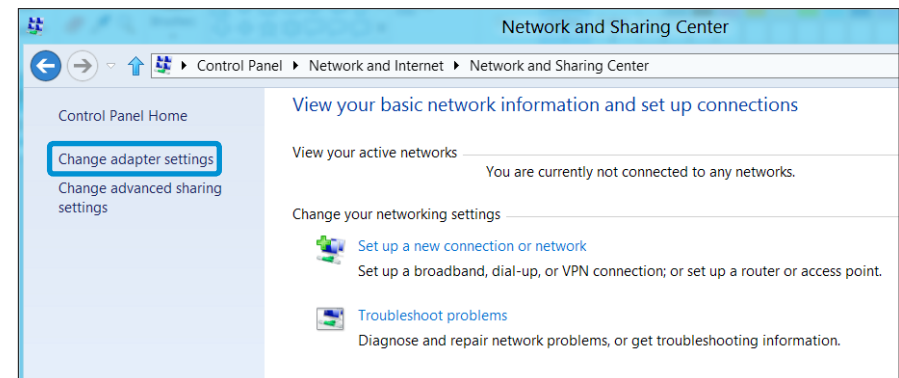 Network and Sharing Center
Control Panel Network and Internet Network and Sharing Center
Control Panel Home
Change adapter settings
Change advanced sharing
settings
View your basic network information and set up connections
View your active networks
You are currently not connected to any networks.
Change your networking settings
Set up a new connection or network
Set up a broadband, dial-up, or VPN connection; or set up a router or access point.
Troubleshoot problems
Diagnose and repair network problems, or get troubleshooting information.